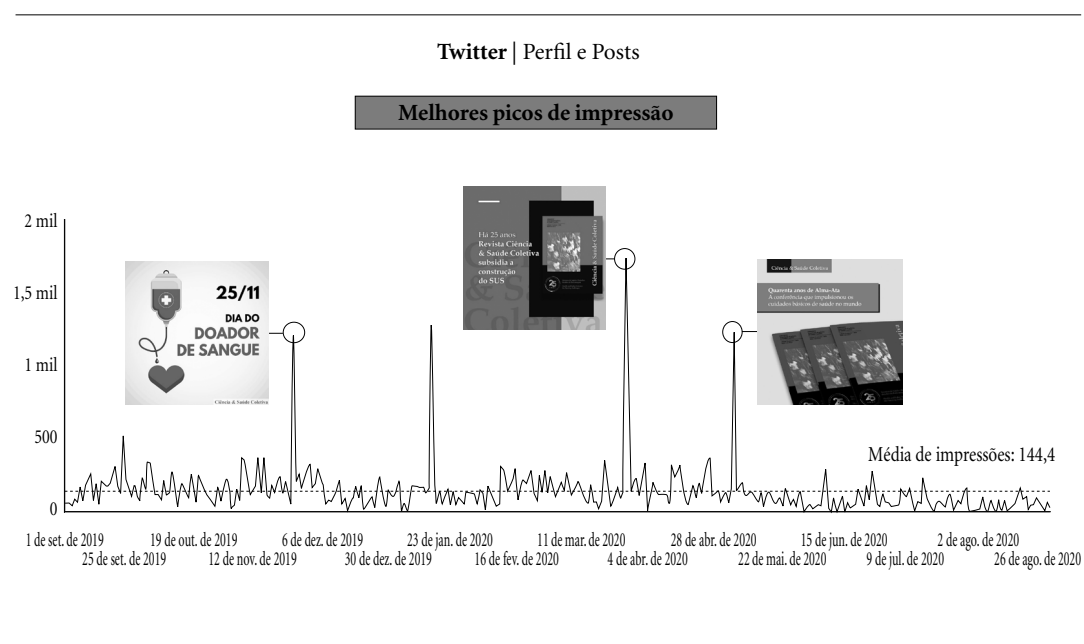 Twitter | Perfil e Posts
Melhores picos de impressão
2 mil
1,5 mil
1 mil
500
0
25/11
DIA DO
DOADOR
DE SANGUE
Ciência & Saúde Coletiva
Há 25 anos
Revista Ciência
& Saúde Coletiva
subsidia a
construção
do SUS
Ciência & Saúde Coletiva
25
Ciência & Saúde Coletiva
Quarenta anos de Alma-Ata
A conferência que impulsionou os
cuidados básicos de saúde no mundo
25
Média de impressões: 144,4
1 de set. de 2019
25 de set. de 2019
19 de out. de 2019
12 de nov. de 2019
6 de dez. de 2019
30 de dez. de 2019
23 de jan. de 2020
16 de fev. de 2020
11 de mar. de 2020
4 de abr. de 2020
28 de abr. de 2020
22 de mai. de 2020
15 de jun. de 2020
9 de jul. de 2020
2 de ago. de 2020
26 de ago. de 2020